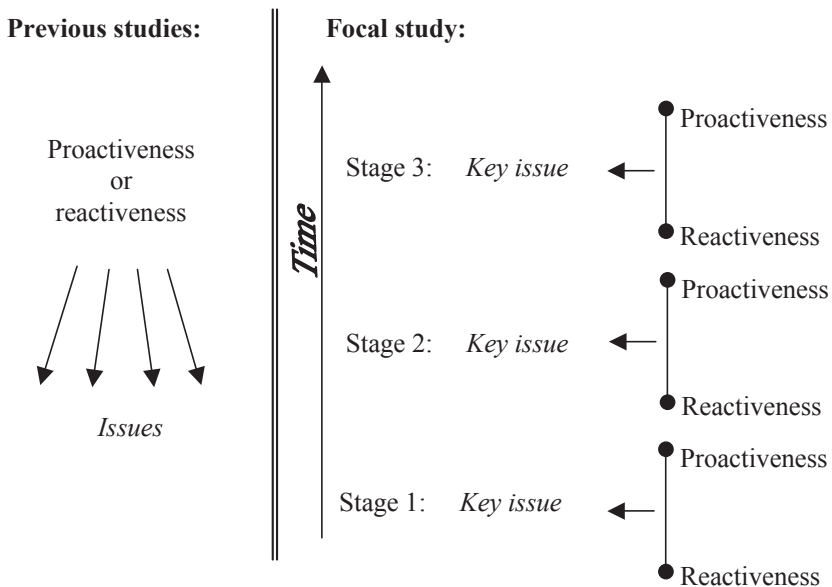 Previous studies:
Proactiveness
or
reactiveness
Issues
Focal study:
Time
Proactiveness
Stage 3: Key issue
Reactiveness
Proactiveness
Stage 2: Key issue
Reactiveness
Proactiveness
Stage 1: Key issue
Reactiveness